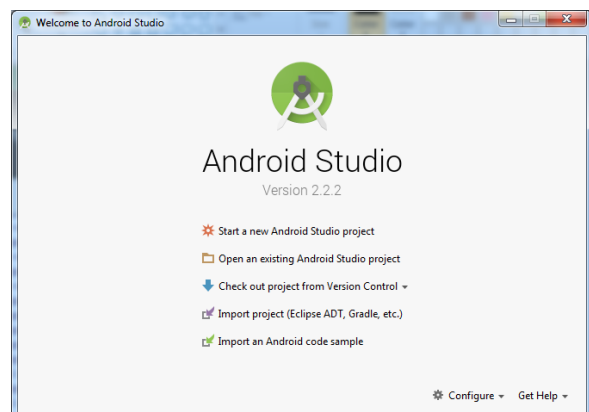 Welcome to Android Studio
Android Studio
Version 2.2.2
Start a new Android Studio project
Open an existing Android Studio project
Check out project from Version Control
Import project (Eclipse ADT, Gradle, etc.)
Import an Android code sample
Configure Get Help